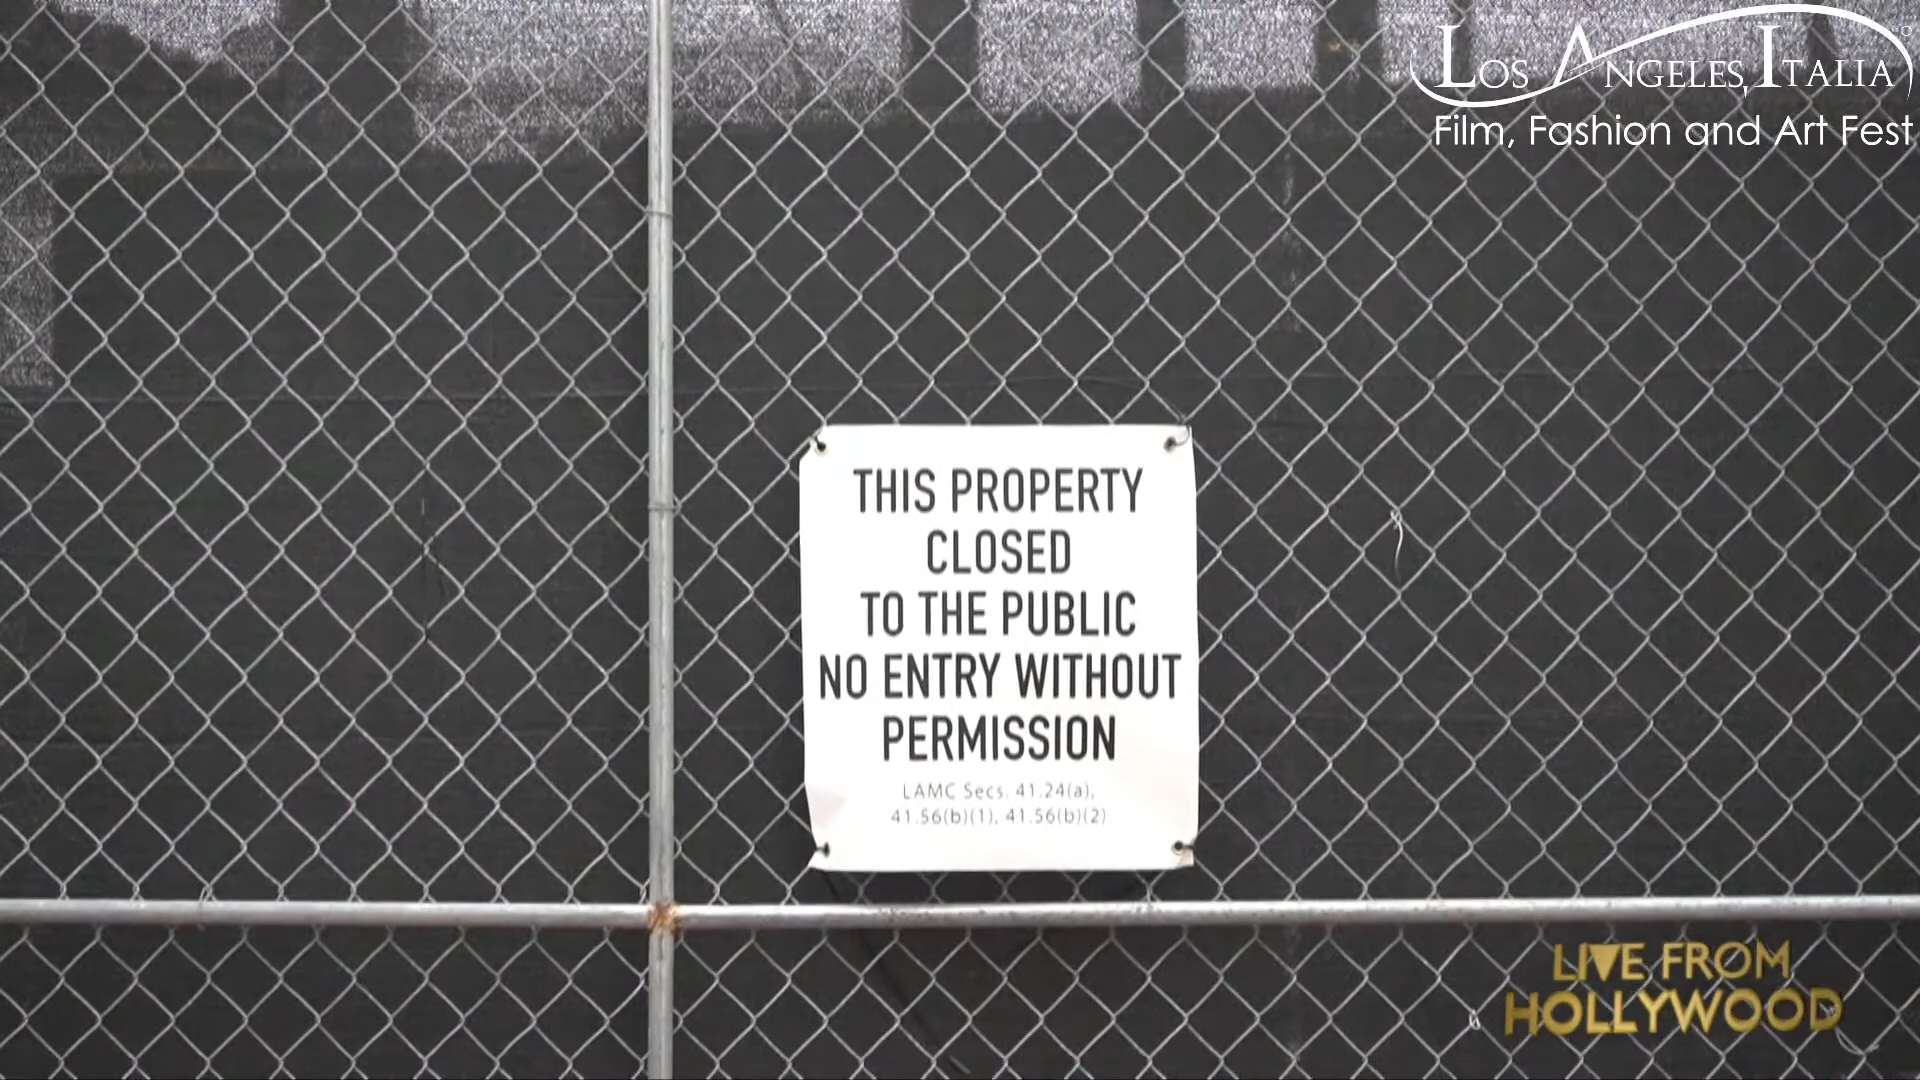 Los Angeles, Italia
Film, Fashion and Art Fest
THIS PROPERTY
CLOSED
TO THE PUBLIC
NO ENTRY WITHOUT
PERMISSION
LAMC Secs. 41.24(a),
41.56(b)(1), 41.56(b)(2)
LIVE FROM
HOLLYWOOD